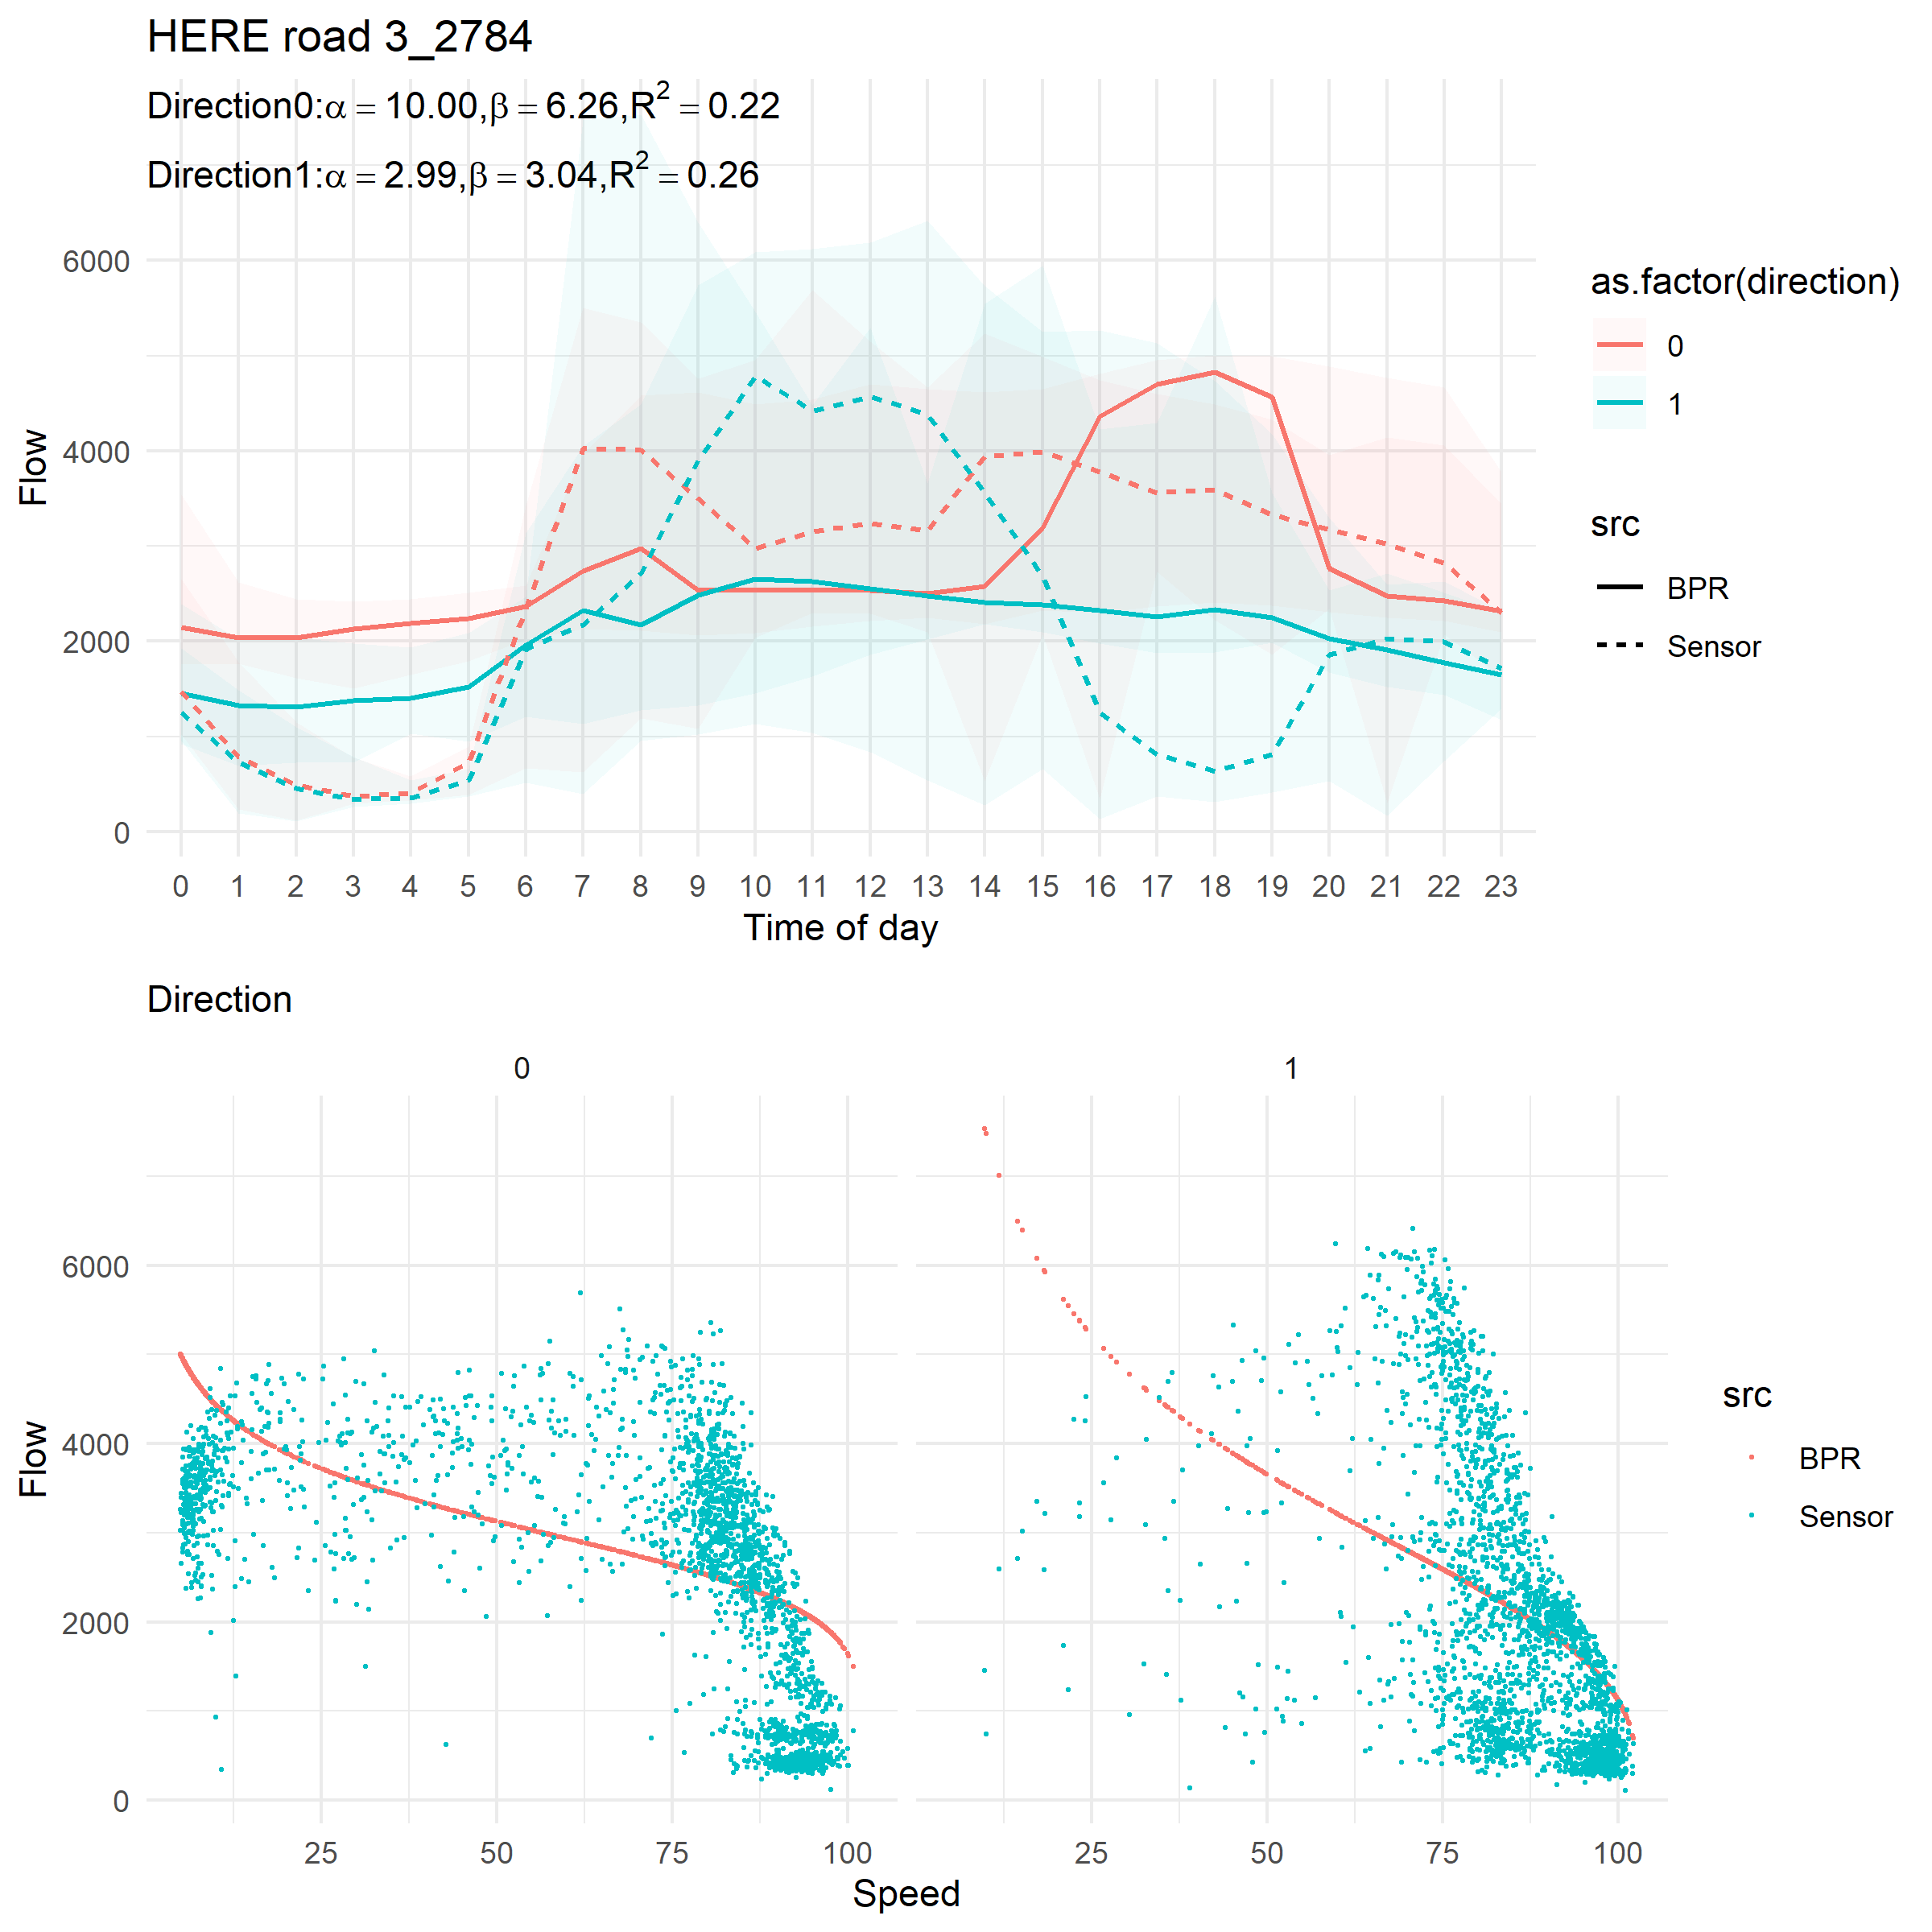 HERE road 3_2784
Direction0:α = 10.00,β = 6.26,R² = 0.22
Direction1:α = 2.99,β = 3.04,R² = 0.26
Flow
6000
4000
2000
0
0 1 2 3 4 5 6 7 8 9 10 11 12 13 14 15 16 17 18 19 20 21 22 23
Time of day
as.factor(direction)
0
1
src
BPR
Sensor
Direction
0 1
Flow
6000
4000
2000
0
25 50 75 100 25 50 75 100
Speed
src
BPR
Sensor